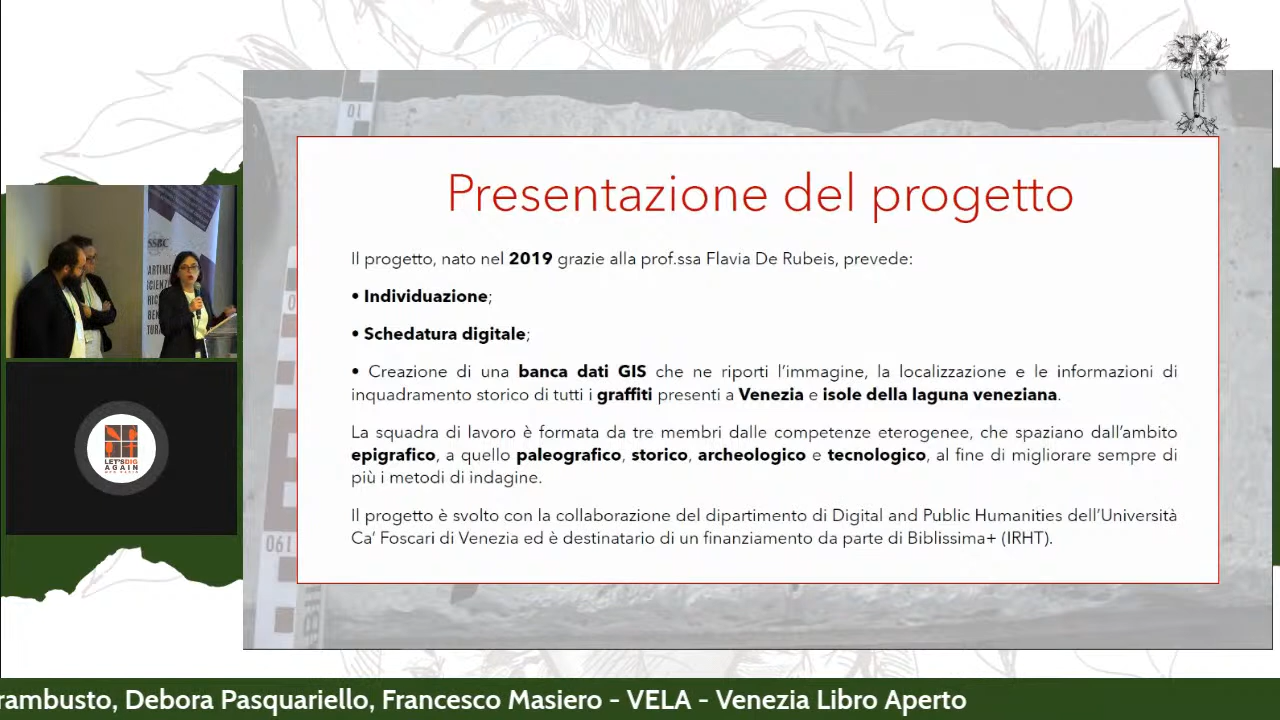 01
Presentazione del progetto
Il progetto, nato nel 2019 grazie alla prof.ssa Flavia De Rubeis, prevede:
• Individuazione;
• Schedatura digitale;
• Creazione di una banca dati GIS che ne riporti l'immagine, la localizzazione e le informazioni di
inquadramento storico di tutti i graffiti presenti a Venezia e isole della laguna veneziana.
La squadra di lavoro è formata da tre membri dalle competenze eterogenee, che spaziano dall'ambito
epigrafico, a quello paleografico, storico, archeologico e tecnologico, al fine di migliorare sempre di
più i metodi di indagine.
Il progetto è svolto con la collaborazione del dipartimento di Digital and Public Humanities dell'Università
Ca' Foscari di Venezia ed è destinatario di un finanziamento da parte di Biblissima+ (IRHT).
LET'S DIG
AGAIN
rambusto, Debora Pasquariello, Francesco Masiero - VELA - Venezia Libro Aperto